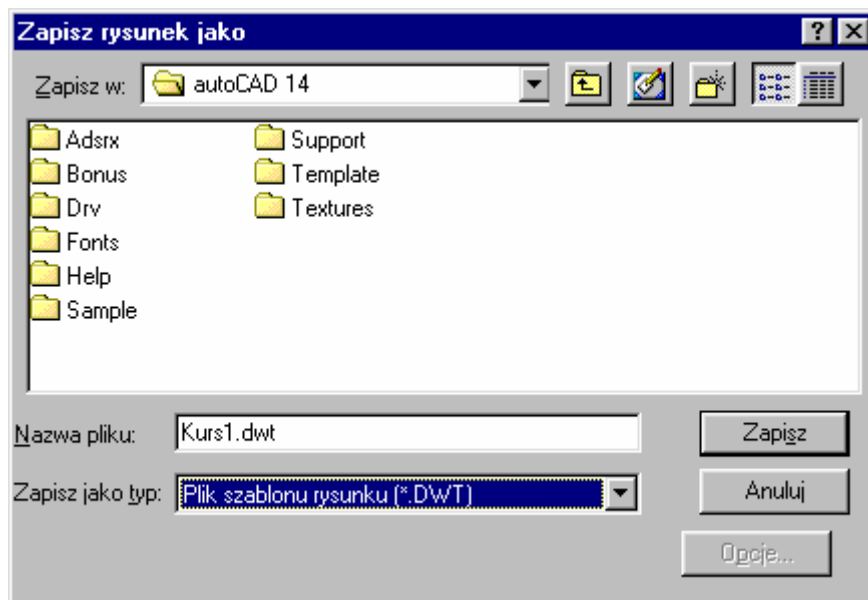 Zapisz rysunek jako
Zapisz w: autoCAD 14
Adsrx
Bonus
Drv
Fonts
Help
Sample
Support
Template
Textures
Nazwa pliku: Kurs1.dwt
Zapisz
Zapisz jako typ: Plik szablonu rysunku (*.DWT)
Anuluj
Opcje...